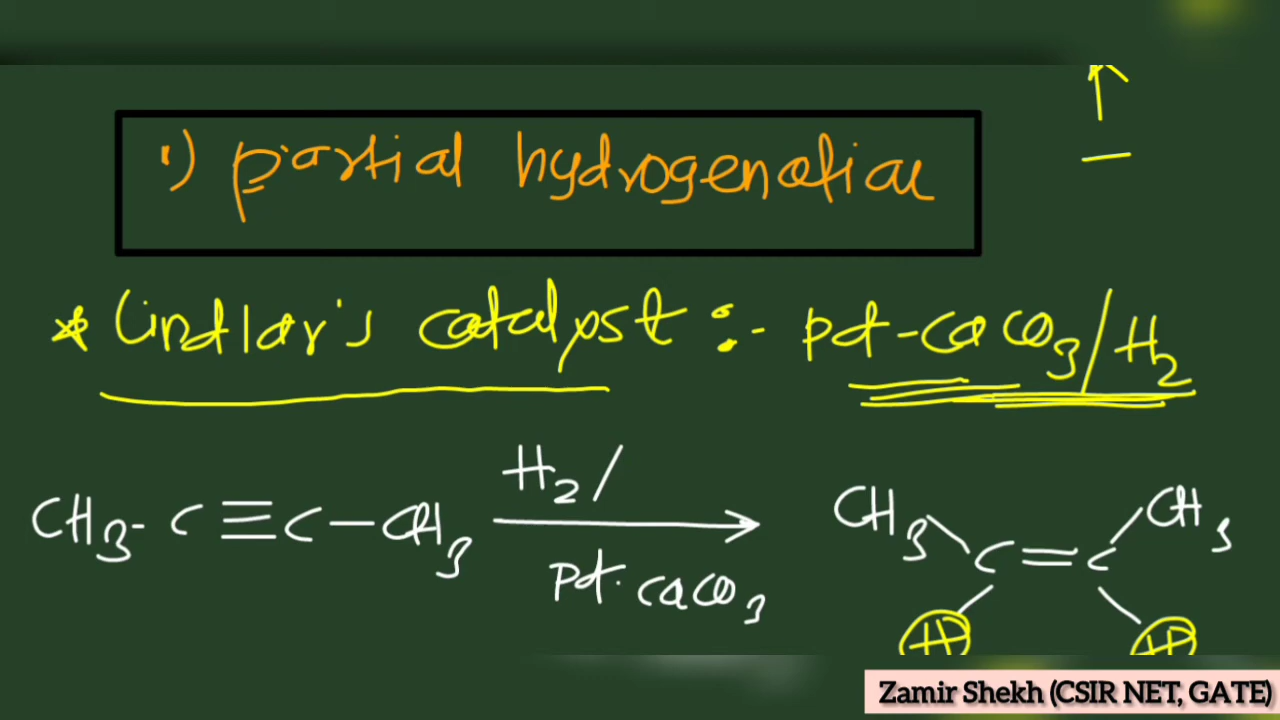 1) partial hydrogenation
* Lindlar's catalyst :- pd-caco3/H2
H2/
CH3- C≡C-CH3
pd. caco3
CH3 CH3
C=C
H H
Zamir Shekh (CSIR NET, GATE)